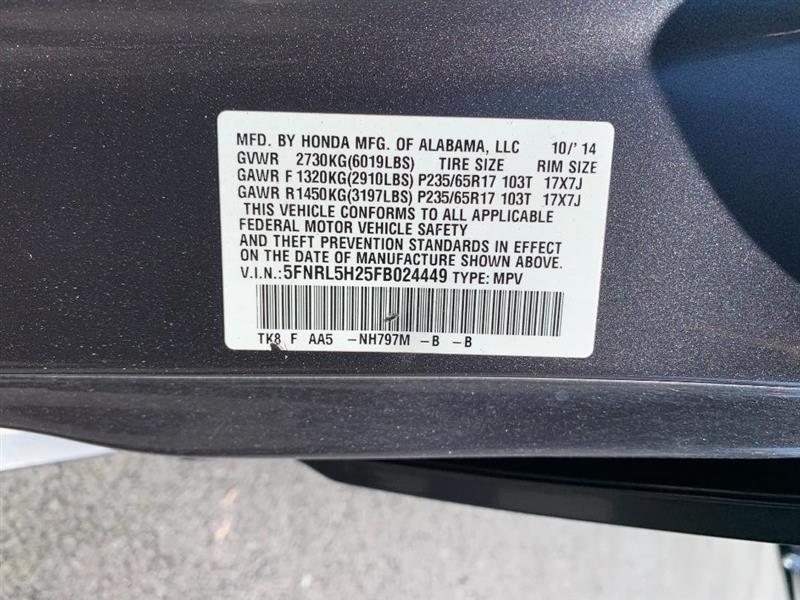 MFD. BY HONDA MFG. OF ALABAMA, LLC 10/'14
GVWR 2730KG(6019LBS) TIRE SIZE RIM SIZE
GAWR F 1320KG(2910LBS) P235/65R17 103T 17X7J
GAWR R1450KG(3197LBS) P235/65R17 103T 17X7J
THIS VEHICLE CONFORMS TO ALL APPLICABLE
FEDERAL MOTOR VEHICLE SAFETY
AND THEFT PREVENTION STANDARDS IN EFFECT
ON THE DATE OF MANUFACTURE SHOWN ABOVE.
V.I.N.:5FNRL5H25FB024449 TYPE: MPV
TK8 F AA5 -NH797M -B -B